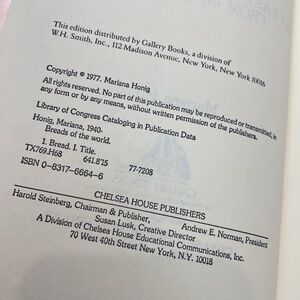 This edition distributed by Gallery Books, a division of
W.H. Smith, Inc., 112 Madison Avenue, New York, New York 10016
Copyright © 1977. Mariana Honig
All rights reserved. No part of this publication may be reproduced or transmitted, in
any form or by any means, without written permission of the publishers.
Library of Congress Cataloging in Publication Data
Honig, Mariana, 1940-
Breads of the world.
1. Bread. I. Title.
TX769.H68 641.8'15 77-7208
ISBN 0-8317-6664-6
CHELSEA HOUSE PUBLISHERS
Harold Steinberg, Chairman & Publisher, Andrew E. Norman, President
Susan Lusk, Creative Director
A Division of Chelsea House Educational Communications, Inc.
70 West 40th Street, New York, N.Y. 10018